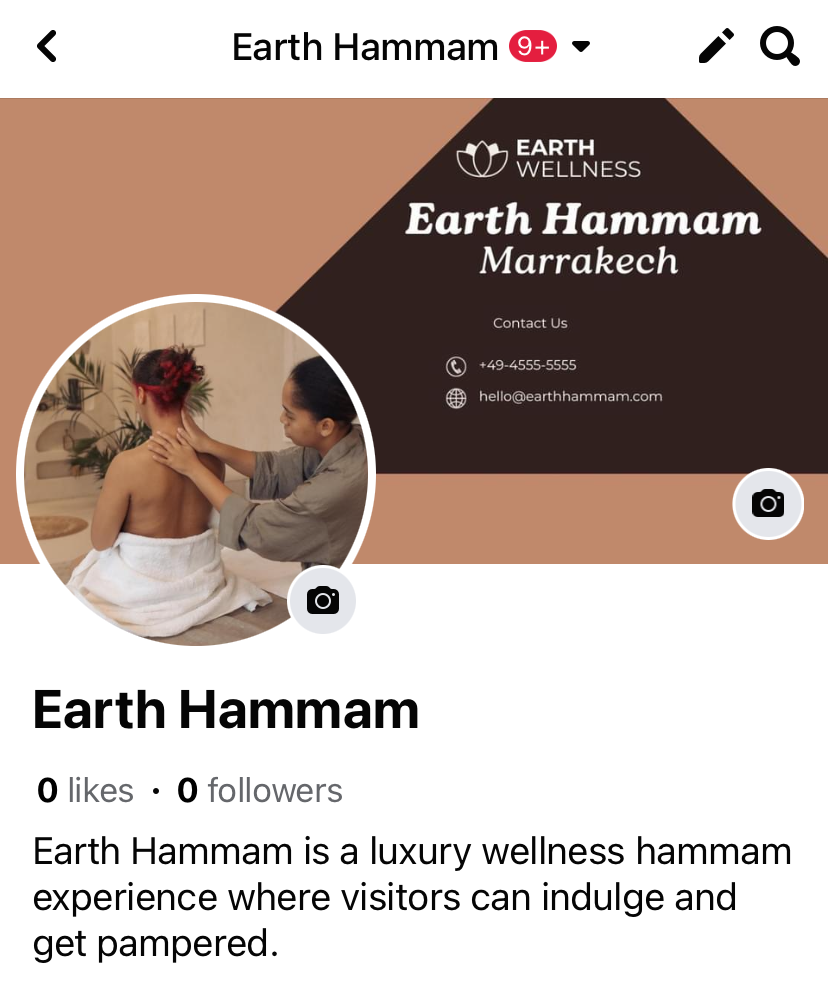 Earth Hammam 9+
EARTH
WELLNESS
Earth Hammam
Marrakech
Contact Us
+49-4555-5555
hello@earthhammam.com
Earth Hammam
0 likes · 0 followers
Earth Hammam is a luxury wellness hammam
experience where visitors can indulge and
get pampered.